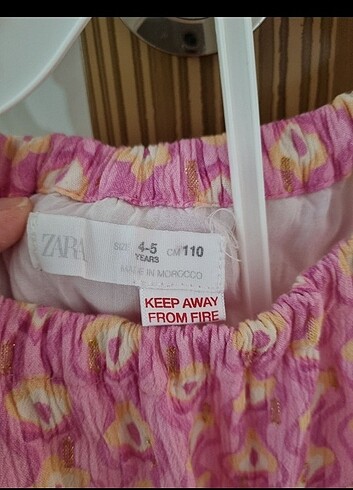 ZARA
SIZE 4-5 CM 110
YEARS
MADE IN MOROCCO
KEEP AWAY
FROM FIRE